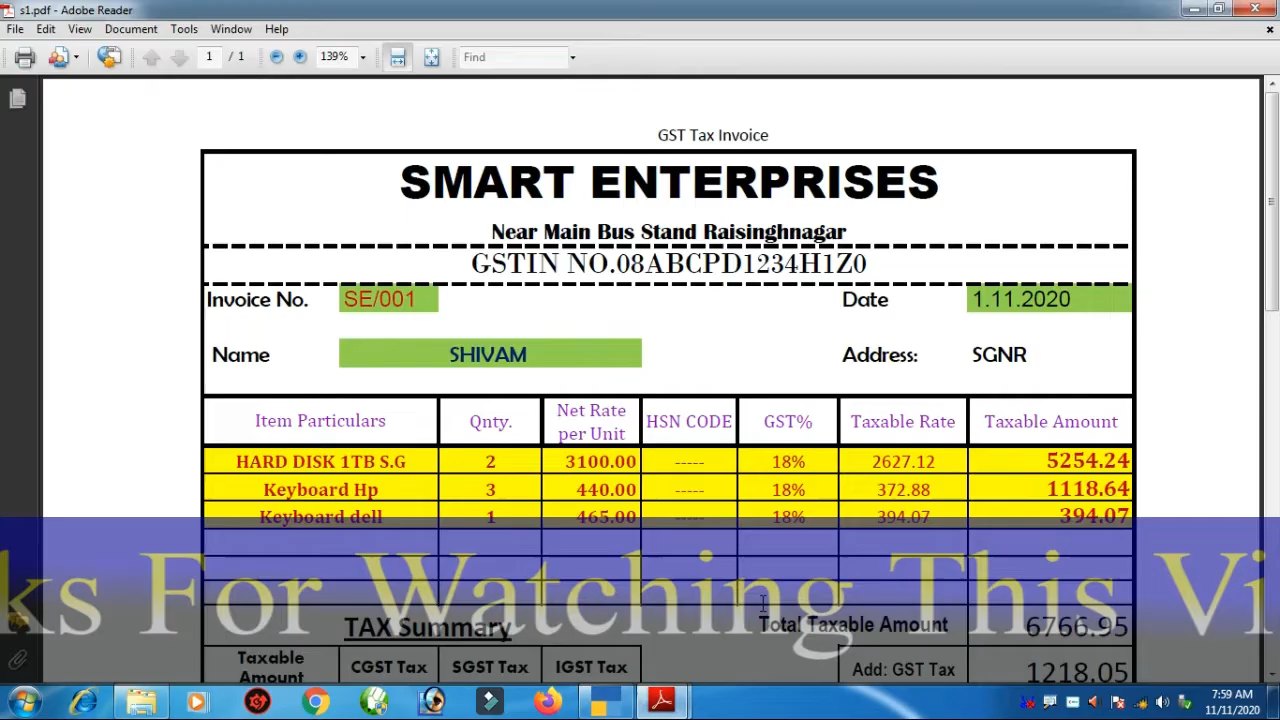 s1.pdf - Adobe Reader
File Edit View Document Tools Window Help
1 / 1 139% Find
GST Tax Invoice
SMART ENTERPRISES
Near Main Bus Stand Raisinghnagar
GSTIN NO.08ABCPD1234H1Z0
Invoice No. SE/001 Date 1.11.2020
Name SHIVAM Address: SGNR
Item Particulars Qnty. Net Rate per Unit HSN CODE GST% Taxable Rate Taxable Amount
HARD DISK 1TB S.G 2 3100.00 ----- 18% 2627.12 5254.24
Keyboard Hp 3 440.00 ----- 18% 372.88 1118.64
Keyboard dell 1 465.00 ----- 18% 394.07 394.07
ks For Watching This Vi
TAX Summary Total Taxable Amount 6766.95
Taxable Amount CGST Tax SGST Tax IGST Tax Add: GST Tax 1218.05
7:59 AM
11/11/2020